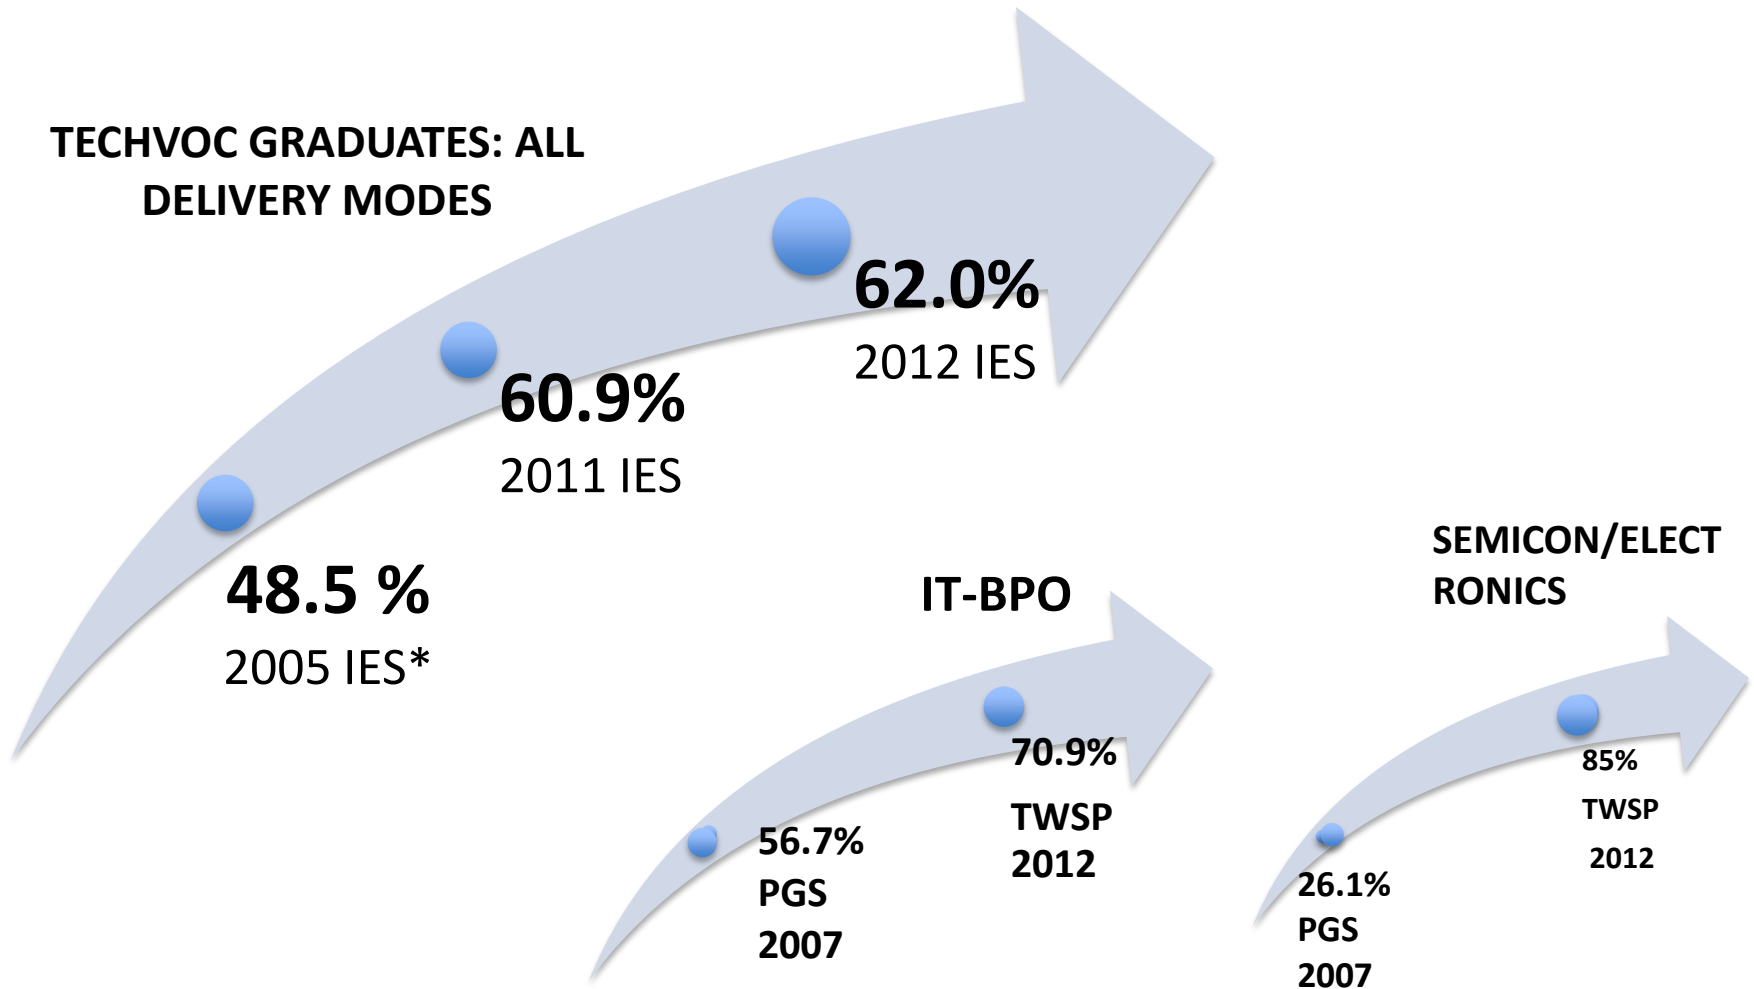 TECHVOC GRADUATES: ALL
DELIVERY MODES
62.0%
2012 IES
60.9%
2011 IES
48.5 %
2005 IES*
IT-BPO
70.9%
TWSP
2012
56.7%
PGS
2007
SEMICON/ELECT
RONICS
85%
TWSP
2012
26.1%
PGS
2007